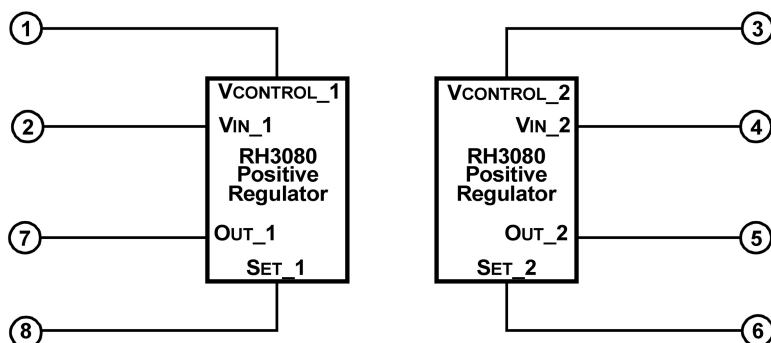 1
VCONTROL_1
2
VIN_1
RH3080
Positive
Regulator
7
OUT_1
SET_1
8
3
VCONTROL_2
VIN_2
4
RH3080
Positive
Regulator
OUT_2
5
SET_2
6